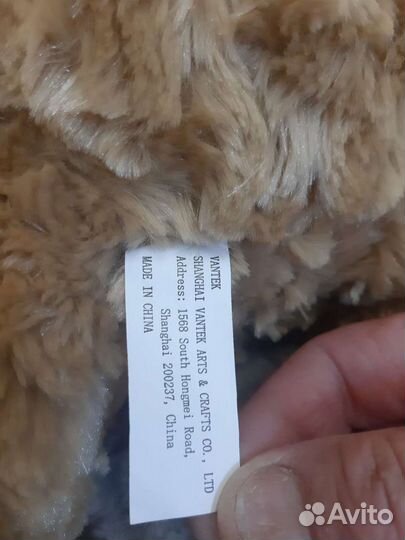 VANTEK
SHANGHAI VANTEK ARTS & CRAFTS CO., LTD
Address: 1568 South Hongmei Road,
Shanghai 200237, China
MADE IN CHINA
Avito